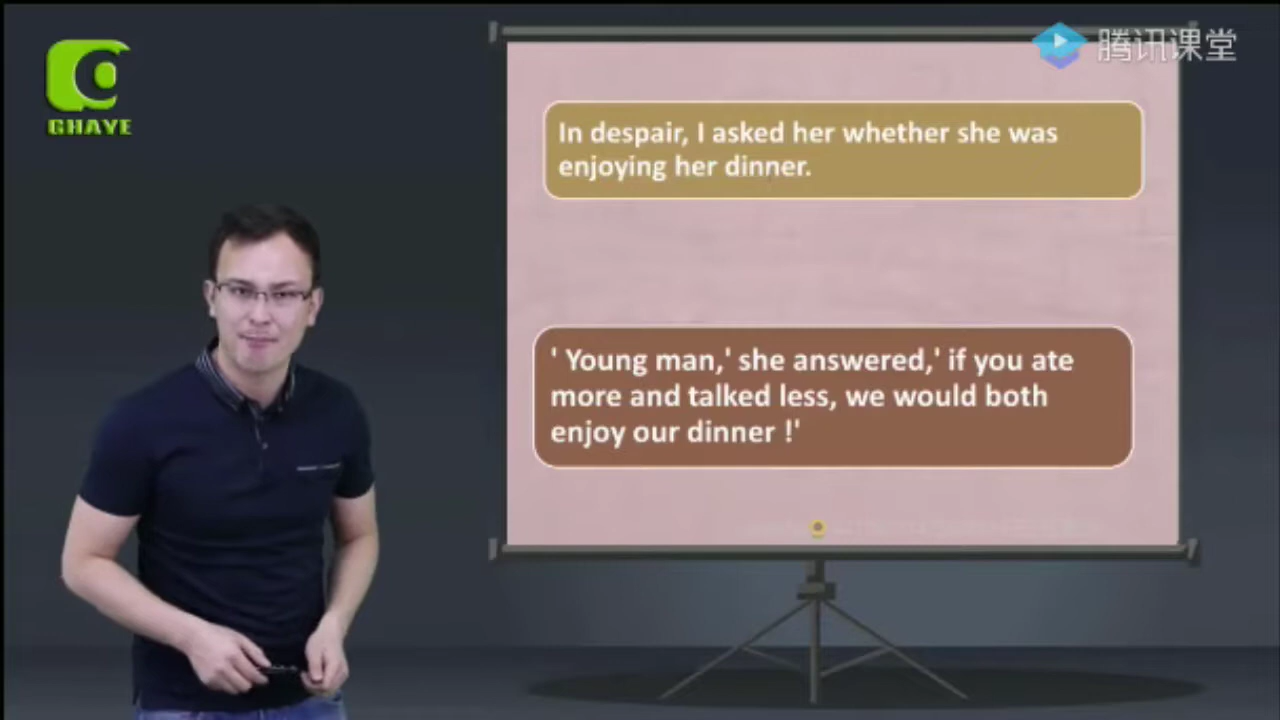 GHAYE
腾讯课堂
In despair, I asked her whether she was
enjoying her dinner.
' Young man,' she answered,' if you ate
more and talked less, we would both
enjoy our dinner !'